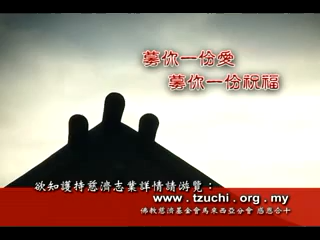 募你一份愛
募你一份祝福
欲知護持慈濟志業詳情請游覽：
www.tzuchi.org.my
佛教慈濟基金會馬來西亞分會 感恩合十